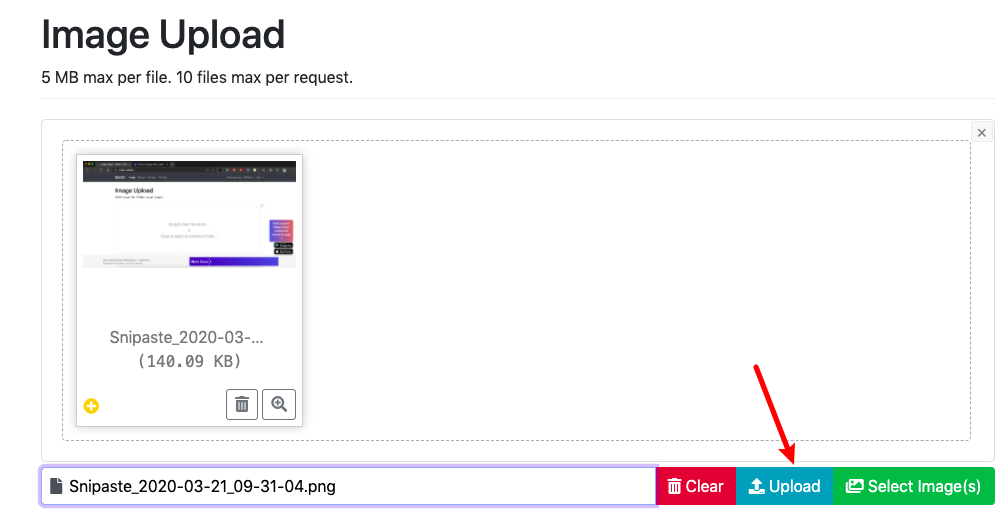 Image Upload
5 MB max per file. 10 files max per request.
×
Image Upload
Snipaste_2020-03-...
(140.09 KB)
Snipaste_2020-03-21_09-31-04.png
Clear
Upload
Select Image(s)